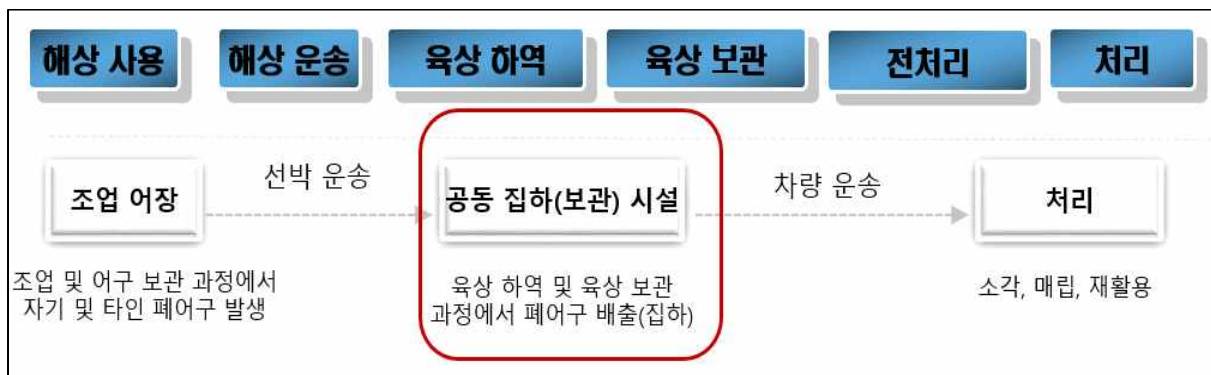 해상 사용
해상 운송
육상 하역
육상 보관
전처리
처리
조업 어장
선박 운송
공동 집하(보관) 시설
차량 운송
처리
조업 및 어구 보관 과정에서
자기 및 타인 폐어구 발생
육상 하역 및 육상 보관
과정에서 폐어구 배출(집하)
소각, 매립, 재활용